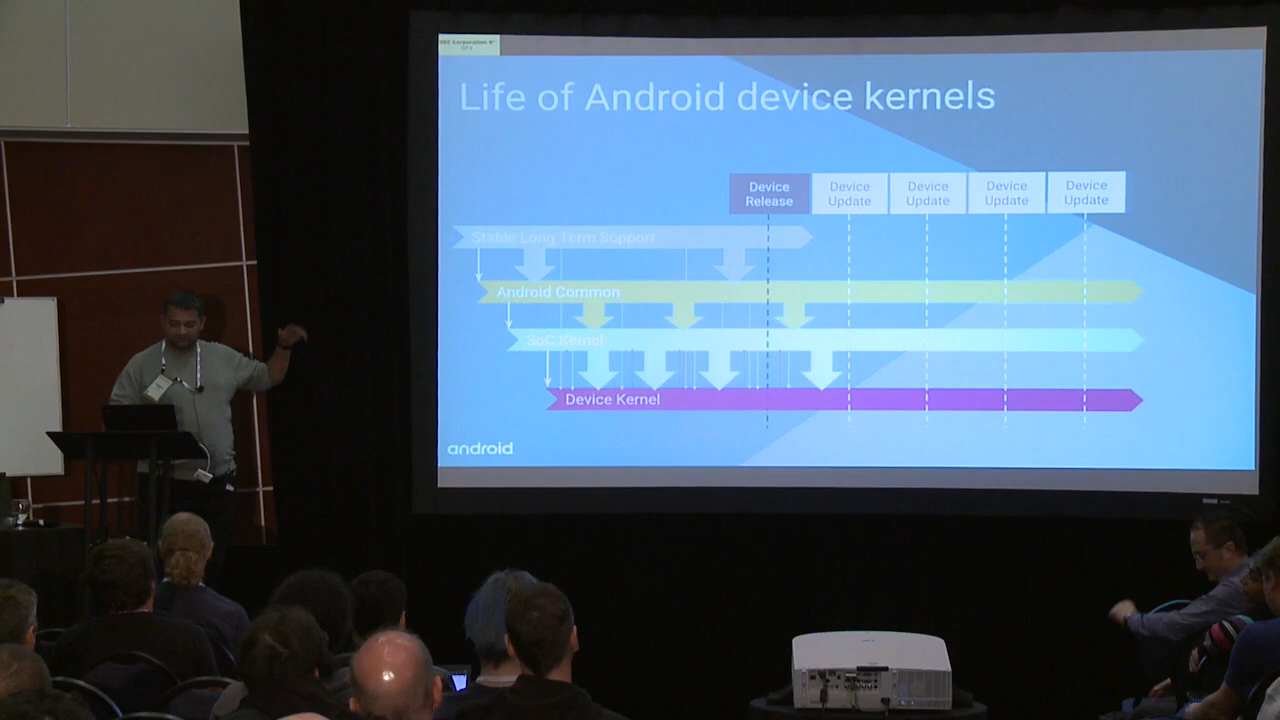 Life of Android device kernels
Device
Release
Device
Update
Device
Update
Device
Update
Device
Update
Stable Long Term Support
Android Common
SoC Kernel
Device Kernel
android